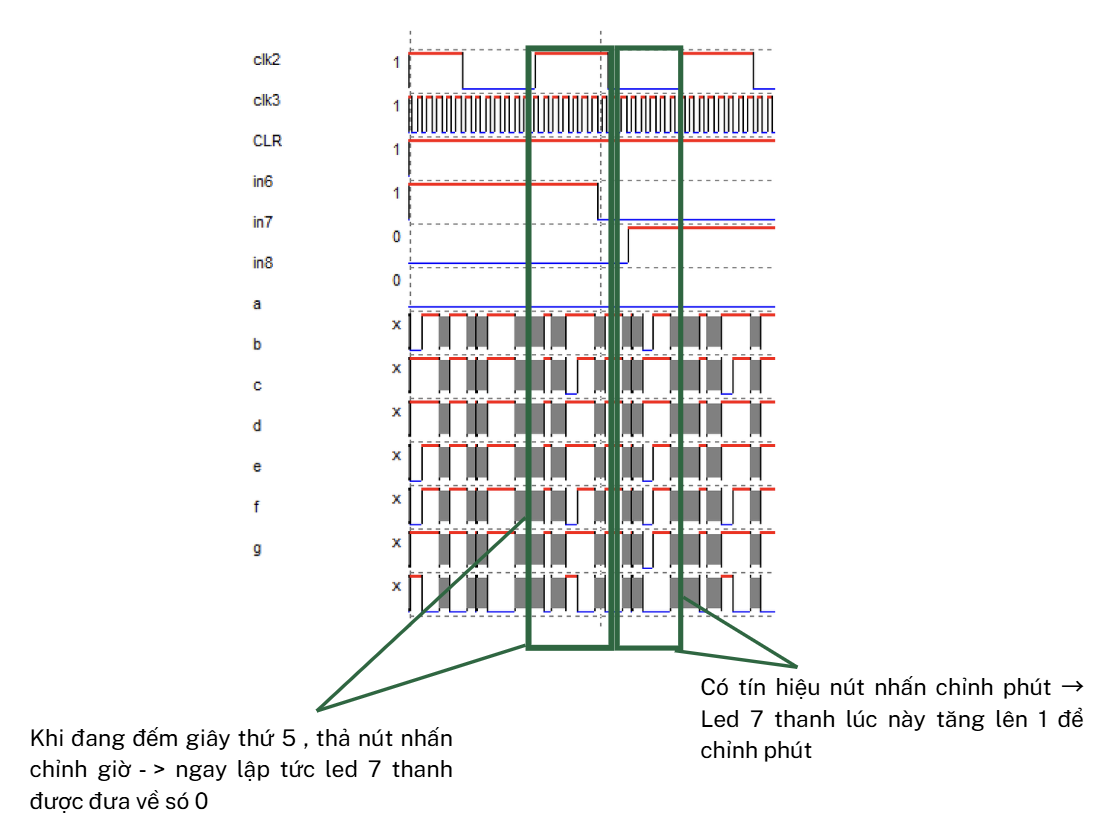 clk2 1
clk3 1
CLR 1
in6 1
in7 0
in8 0
a x
b x
c x
d x
e x
f x
g x
Khi đang đếm giây thứ 5 , thả nút nhấn
chỉnh giờ - > ngay lập tức led 7 thanh
được đưa về só 0
Có tín hiệu nút nhấn chỉnh phút →
Led 7 thanh lúc này tăng lên 1 để
chỉnh phút